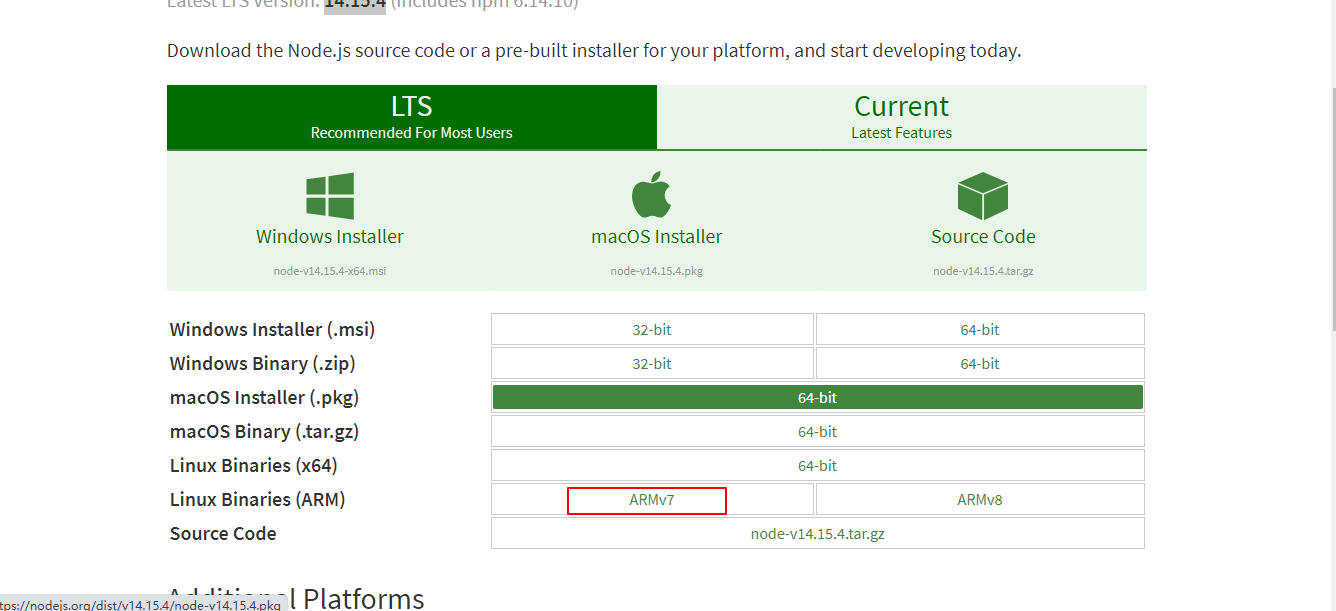 Latest LTS Version: 14.15.4 (includes npm 6.14.10)
Download the Node.js source code or a pre-built installer for your platform, and start developing today.
LTS
Recommended For Most Users
Current
Latest Features
Windows Installer
node-v14.15.4-x64.msi
macOS Installer
node-v14.15.4.pkg
Source Code
node-v14.15.4.tar.gz
Windows Installer (.msi) 32-bit 64-bit
Windows Binary (.zip) 32-bit 64-bit
macOS Installer (.pkg) 64-bit
macOS Binary (.tar.gz) 64-bit
Linux Binaries (x64) 64-bit
Linux Binaries (ARM) ARMv7 ARMv8
Source Code node-v14.15.4.tar.gz
Additional Platforms
tps://nodejs.org/dist/v14.15.4/node-v14.15.4.pkg